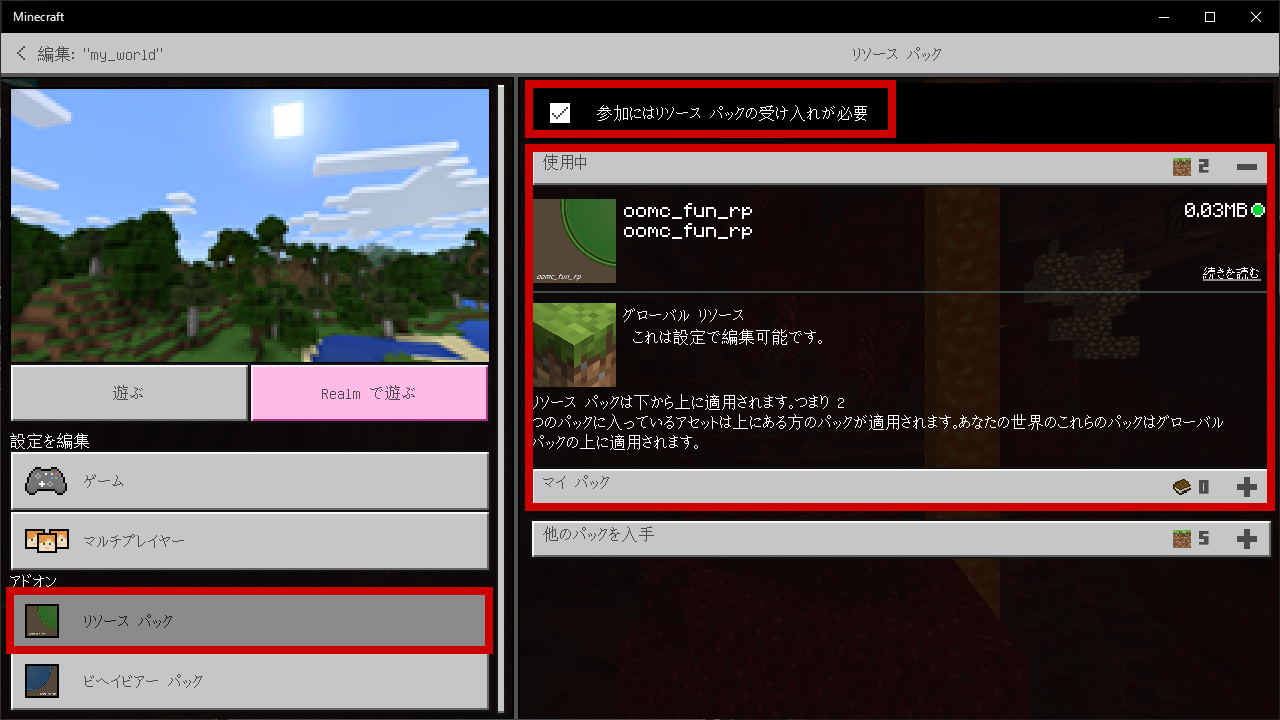 Minecraft
編集: "my_world"
リソース パック
遊ぶ
Realm で遊ぶ
設定を編集
ゲーム
マルチプレイヤー
アドオン
リソース パック
ビヘイビアー パック
参加にはリソース パックの受け入れが必要
使用中
2
oomc_fun_rp
oomc_fun_rp
oomc_fun_rp
0.03MB
続きを読む
グローバル リソース
これは設定で編集可能です。
リソース パックは下から上に適用されます。つまり 2
つのパックに入っているアセットは上にある方のパックが適用されます。あなたの世界のこれらのパックはグローバル
パックの上に適用されます。
マイ パック
0
他のパックを入手
5